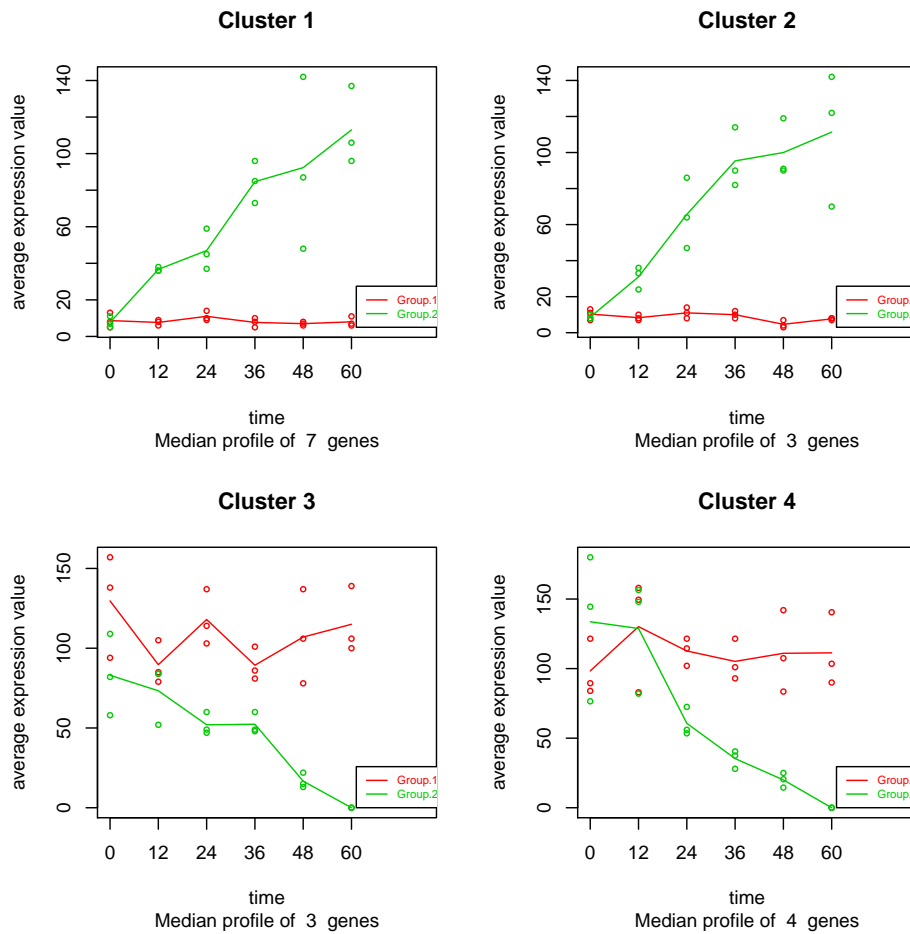 Cluster 1
average expression value
0 20 60 100 140
Group.1
Group.2
0 12 24 36 48 60
time
Median profile of 7 genes
Cluster 2
average expression value
0 20 60 100 140
Group.
Group.
0 12 24 36 48 60
time
Median profile of 3 genes
Cluster 3
average expression value
0 50 100 150
Group.1
Group.2
0 12 24 36 48 60
time
Median profile of 3 genes
Cluster 4
average expression value
0 50 100 150
Group.
Group.
0 12 24 36 48 60
time
Median profile of 4 genes